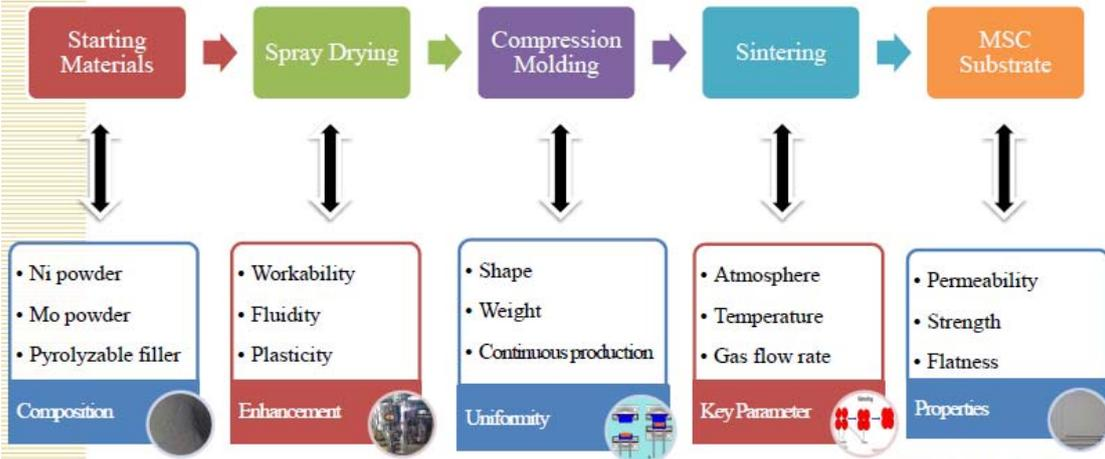 Starting
Materials
Spray Drying
Compression
Molding
Sintering
MSC
Substrate
• Ni powder
• Mo powder
• Pyrolyzable filler
Composition
• Workability
• Fluidity
• Plasticity
Enhancement
• Shape
• Weight
• Continuous production
Uniformity
• Atmosphere
• Temperature
• Gas flow rate
Key Parameter
• Permeability
• Strength
• Flatness
Properties